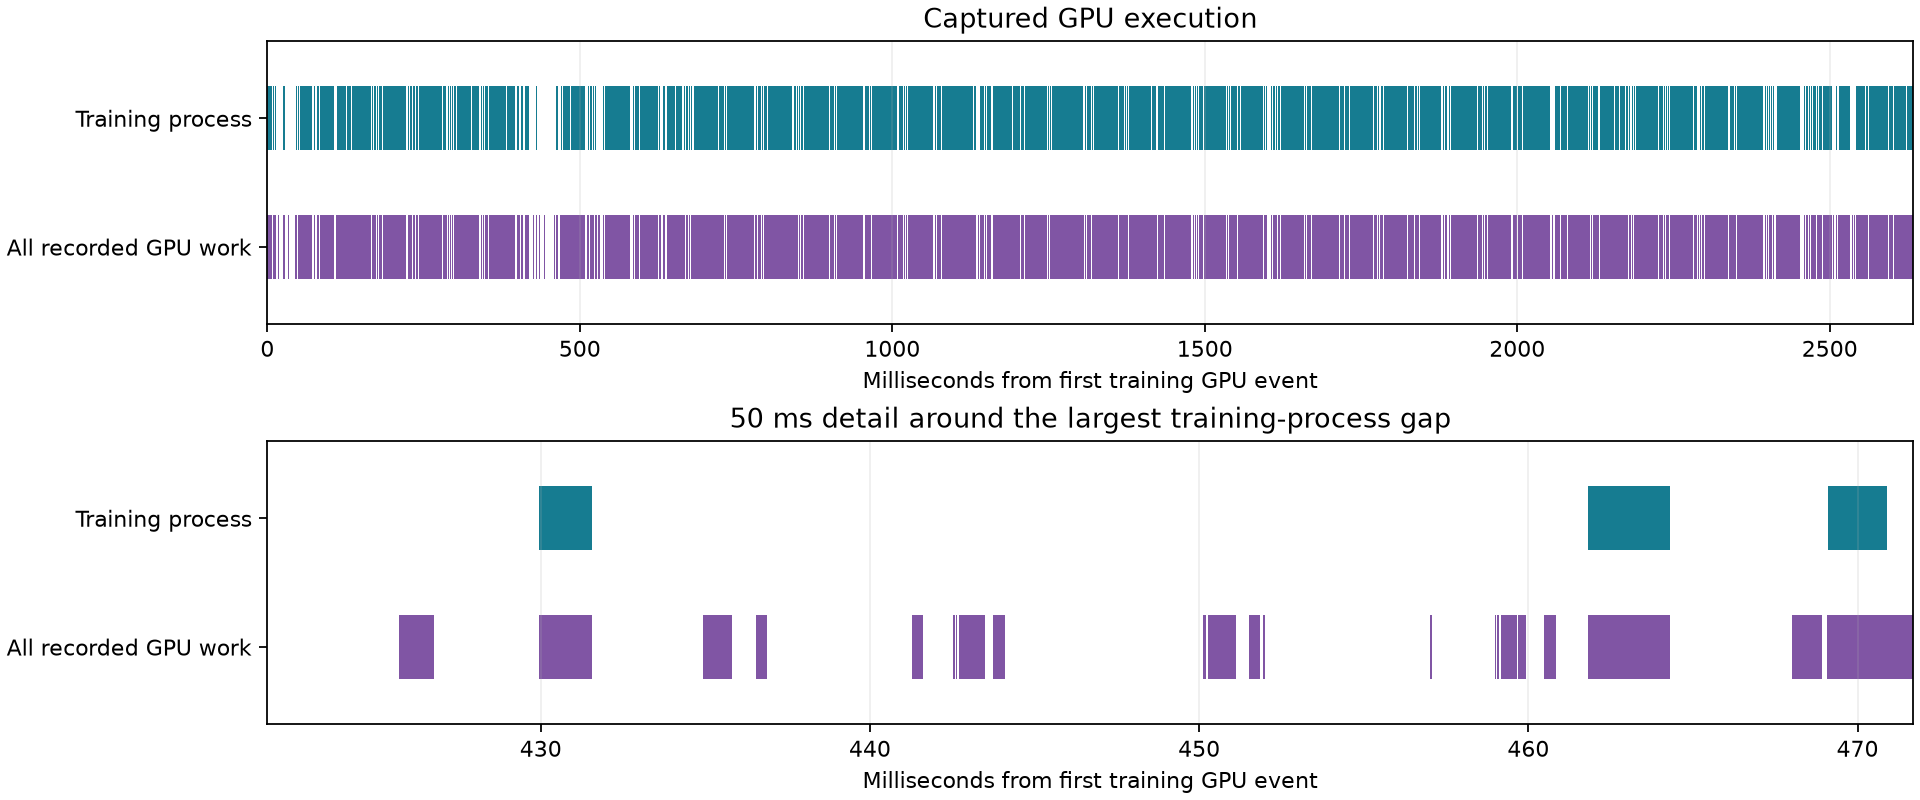 Captured GPU execution
Training process
All recorded GPU work
0 500 1000 1500 2000 2500
Milliseconds from first training GPU event
50 ms detail around the largest training-process gap
Training process
All recorded GPU work
430 440 450 460 470
Milliseconds from first training GPU event